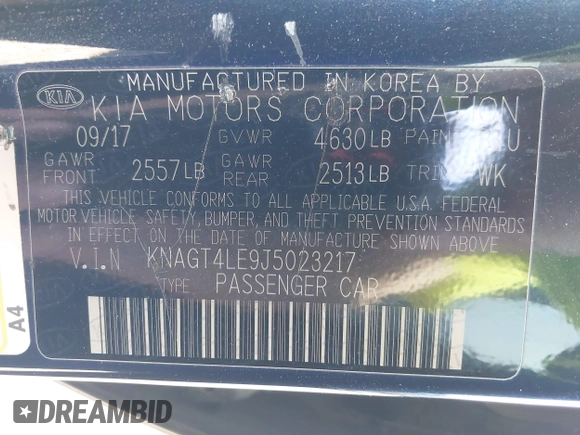 MANUFACTURED IN KOREA BY
KIA KIA MOTORS CORPORATION
09/17 GVWR 4630LB
GAWR FRONT 2557LB GAWR REAR 2513LB WK
THIS VEHICLE CONFORMS TO ALL APPLICABLE U.S.A. FEDERAL
MOTOR VEHICLE SAFETY, BUMPER, AND THEFT PREVENTION STANDARDS
IN EFFECT ON THE DATE OF MANUFACTURE SHOWN ABOVE.
V.I.N KNAGT4LE9J5023217
TYPE PASSENGER CAR
A4
DREAMBID